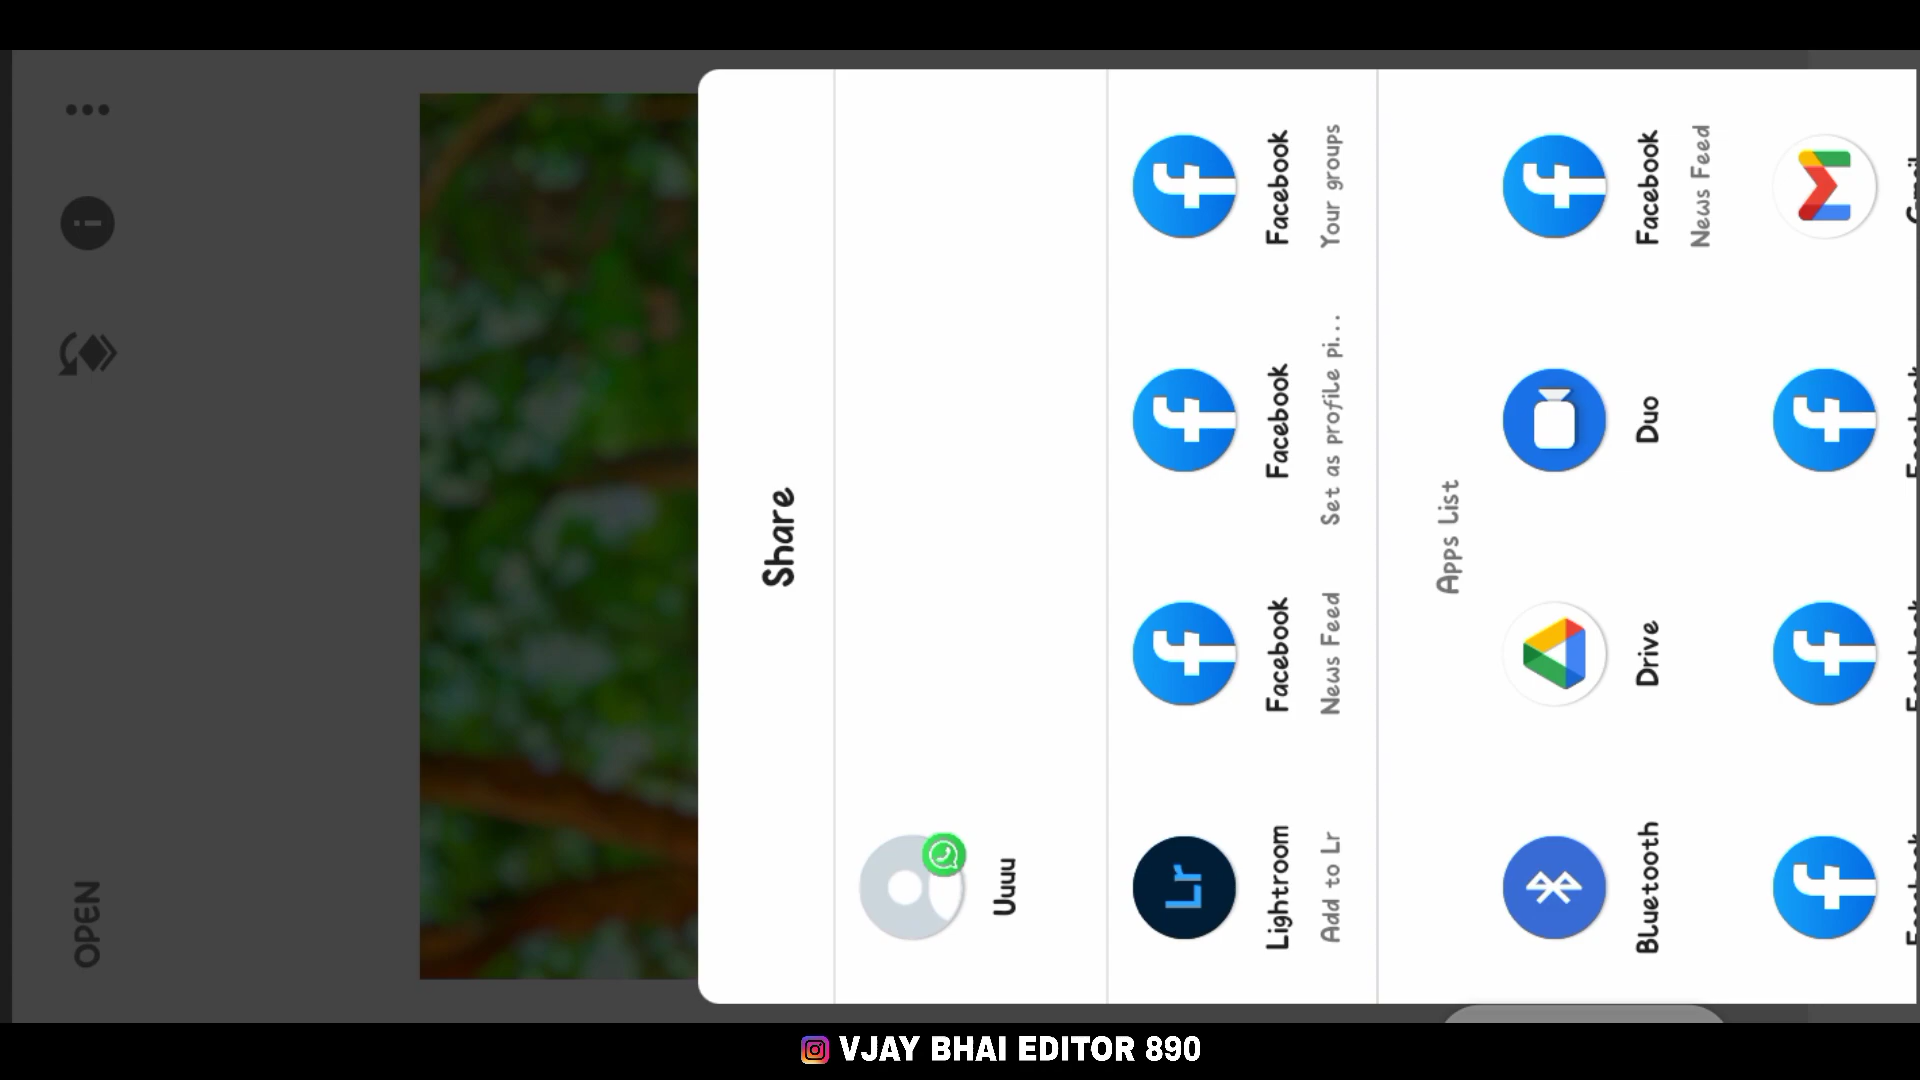 OPEN
Share
Uuuu
Lightroom
Add to Lr
Facebook
News Feed
Facebook
Set as profile pi...
Facebook
Your groups
Apps List
Bluetooth
Drive
Duo
Facebook
News Feed
Lr
VJAY BHAI EDITOR 890